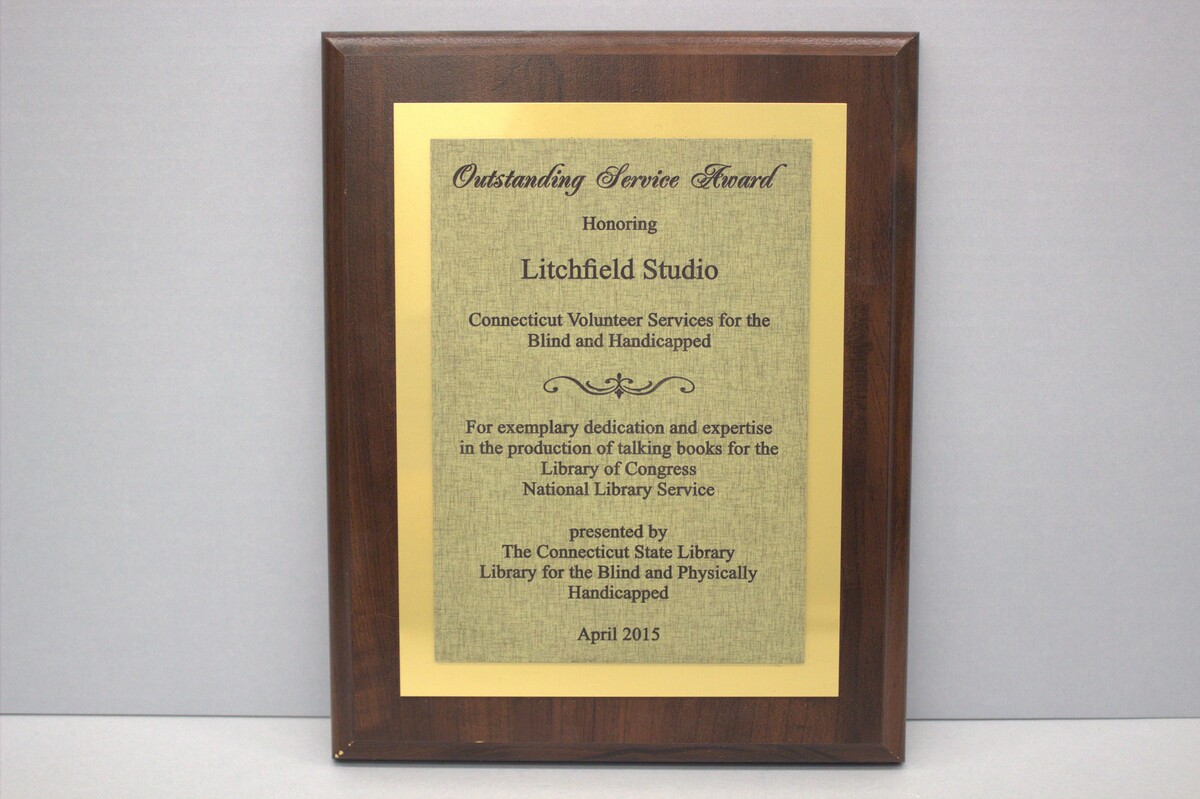 Outstanding Service Award
Honoring
Litchfield Studio
Connecticut Volunteer Services for the
Blind and Handicapped
For exemplary dedication and expertise
in the production of talking books for the
Library of Congress
National Library Service
presented by
The Connecticut State Library
Library for the Blind and Physically
Handicapped
April 2015